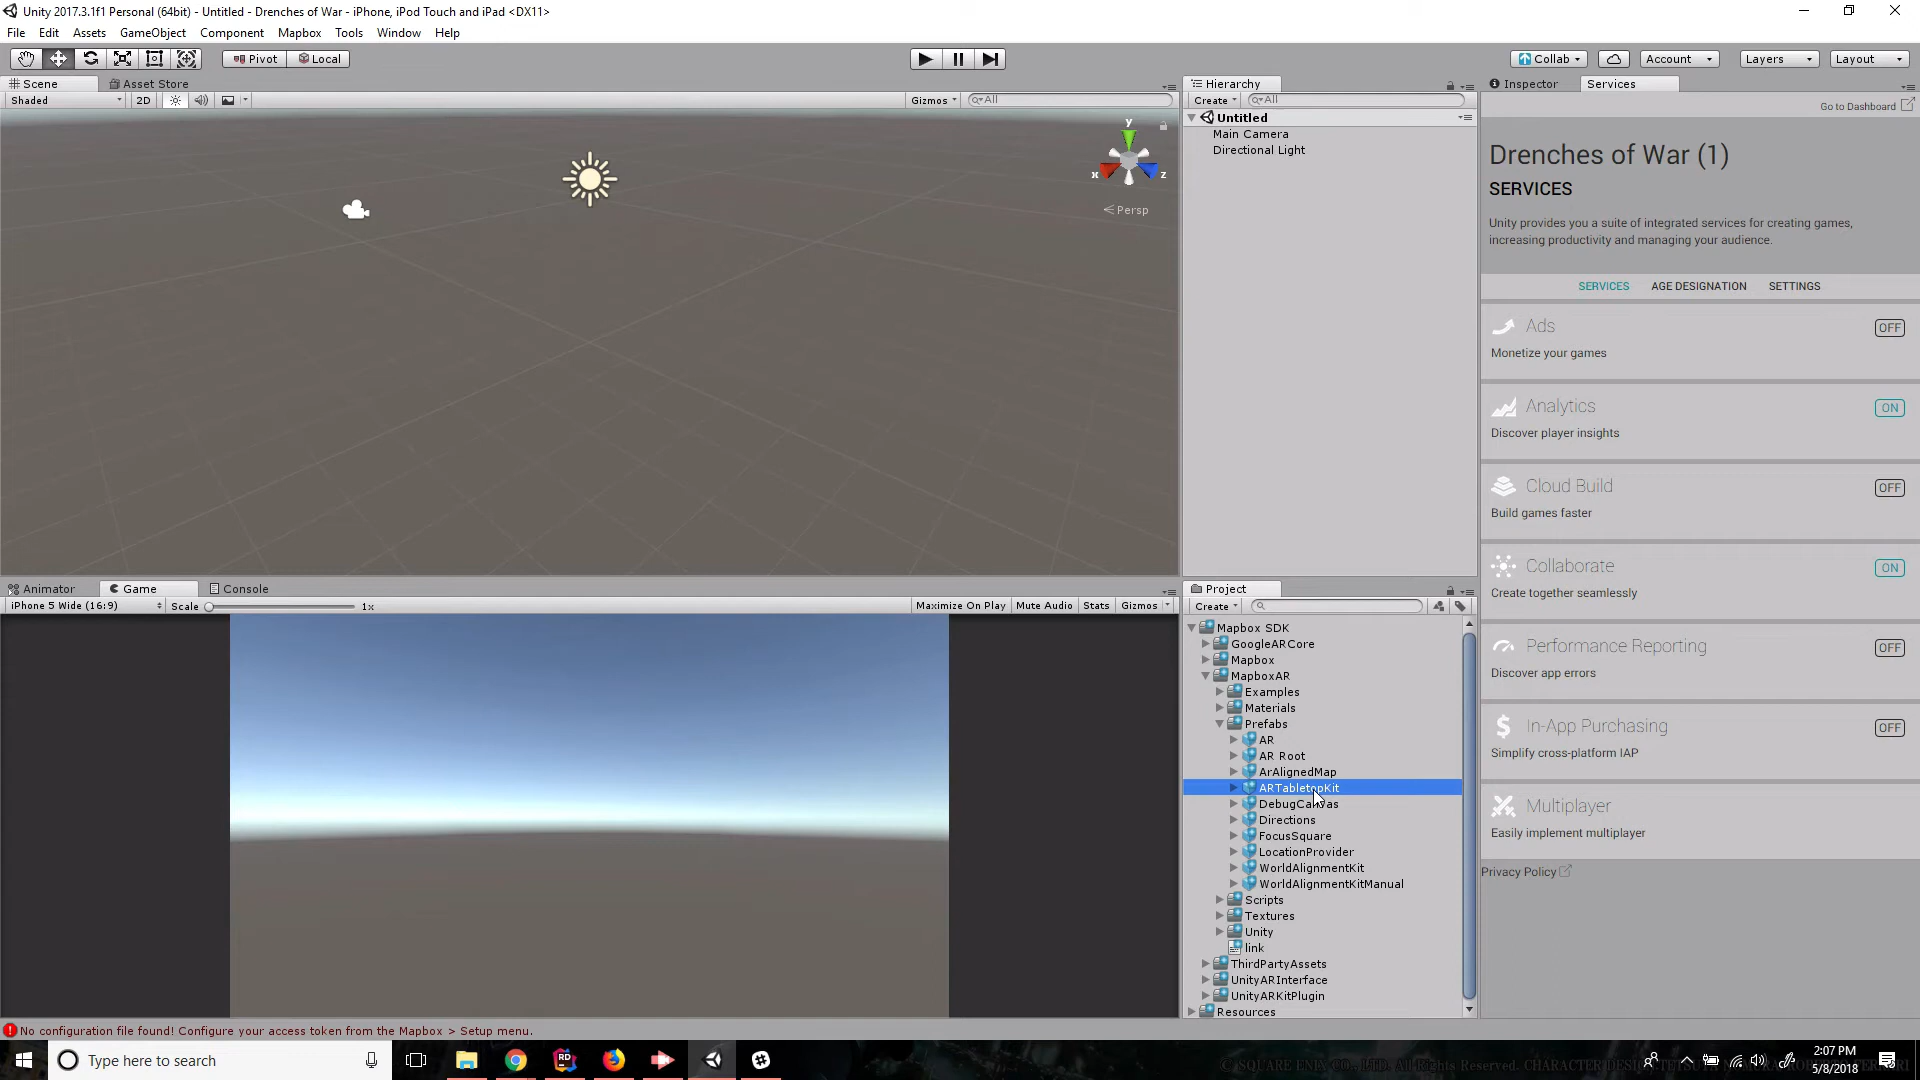 Unity 2017.3.1f1 Personal (64bit) - Untitled - Drenches of War - iPhone, iPod Touch and iPad <DX11>
File Edit Assets GameObject Component Mapbox Tools Window Help
Pivot Local Collab Account Layers Layout
Scene Asset Store
Shaded 2D Gizmos All
y
x z
Persp
Hierarchy
Create All
Untitled
Main Camera
Directional Light
Inspector Services
Go to Dashboard
Drenches of War (1)
SERVICES
Unity provides you a suite of integrated services for creating games,
increasing productivity and managing your audience.
SERVICES AGE DESIGNATION SETTINGS
Ads OFF
Monetize your games
Analytics ON
Discover player insights
Cloud Build OFF
Build games faster
Collaborate ON
Create together seamlessly
Performance Reporting OFF
Discover app errors
In-App Purchasing OFF
Simplify cross-platform IAP
Multiplayer
Easily implement multiplayer
Privacy Policy
Animator Game Console
iPhone 5 Wide (16:9) Scale 1x Maximize On Play Mute Audio Stats Gizmos
Project
Create
Mapbox SDK
GoogleARCore
Mapbox
MapboxAR
Examples
Materials
Prefabs
AR
AR Root
ArAlignedMap
ARTabletopKit
DebugCanvas
Directions
FocusSquare
LocationProvider
WorldAlignmentKit
WorldAlignmentKitManual
Scripts
Textures
Unity
link
ThirdPartyAssets
UnityARInterface
UnityARKitPlugin
Resources
No configuration file found! Configure your access token from the Mapbox > Setup menu.
Type here to search
RD
2:07 PM
5/8/2018